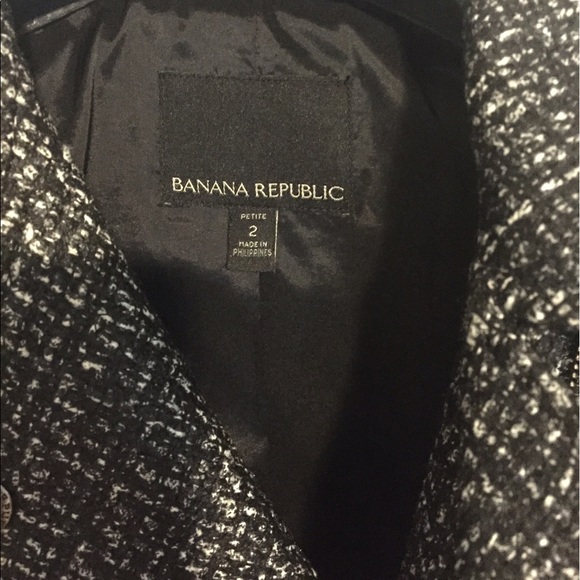 BANANA REPUBLIC
PETITE
2
MADE IN
PHILIPPINES